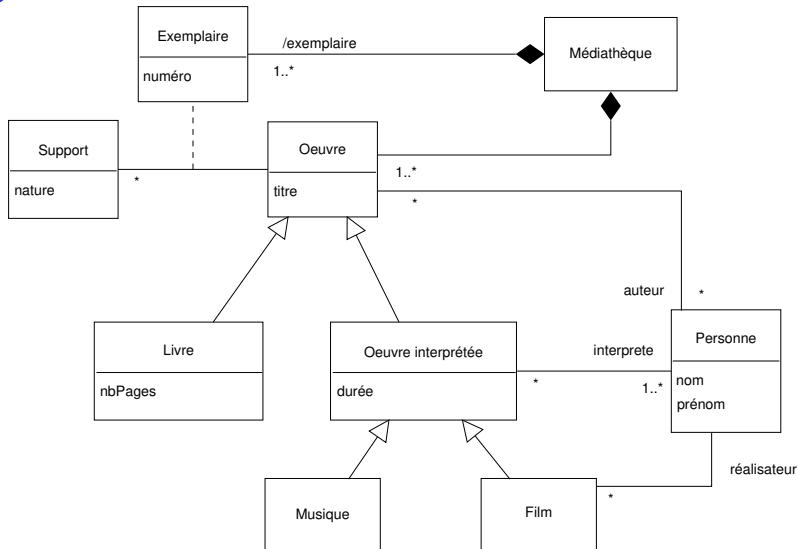 Exemplaire
numéro
/exemplaire
1..*
Médiathèque
Support
nature
*
Oeuvre
titre
1..*
*
auteur
*
Livre
nbPages
Oeuvre interprétée
durée
*
interprete
1..*
Personne
nom
prénom
réalisateur
*
Musique
Film